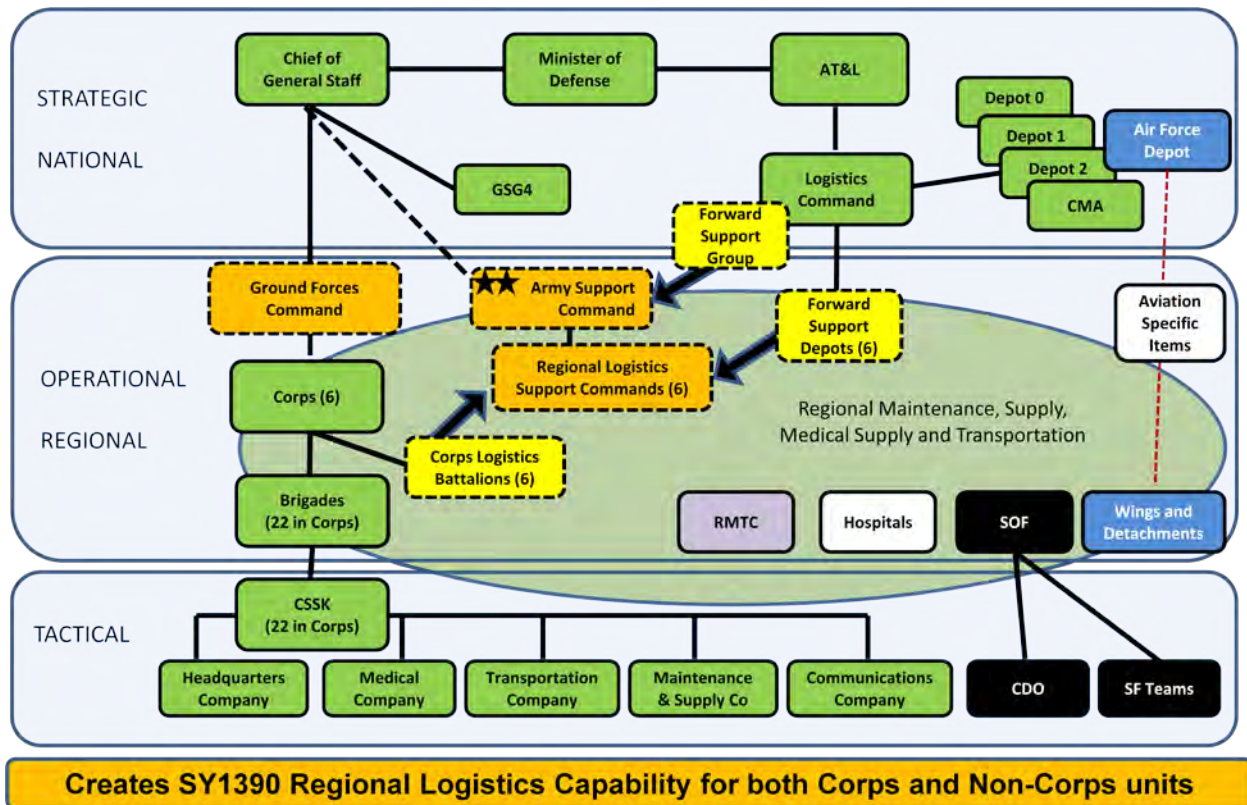 STRATEGIC
NATIONAL
Chief of
General Staff
Minister of
Defense
AT&L
Depot 0
Depot 1
Depot 2
CMA
Air Force
Depot
GSG4
Logistics
Command
Forward
Support
Group
OPERATIONAL
REGIONAL
Ground Forces
Command
Army Support
Command
Forward
Support
Depots (6)
Aviation
Specific
Items
Regional Logistics
Support Commands (6)
Corps (6)
Regional Maintenance, Supply,
Medical Supply and Transportation
Corps Logistics
Battalions (6)
Brigades
(22 in Corps)
RMTC
Hospitals
SOF
Wings and
Detachments
TACTICAL
CSSK
(22 in Corps)
Headquarters
Company
Medical
Company
Transportation
Company
Maintenance
& Supply Co
Communications
Company
CDO
SF Teams
Creates SY1390 Regional Logistics Capability for both Corps and Non-Corps units